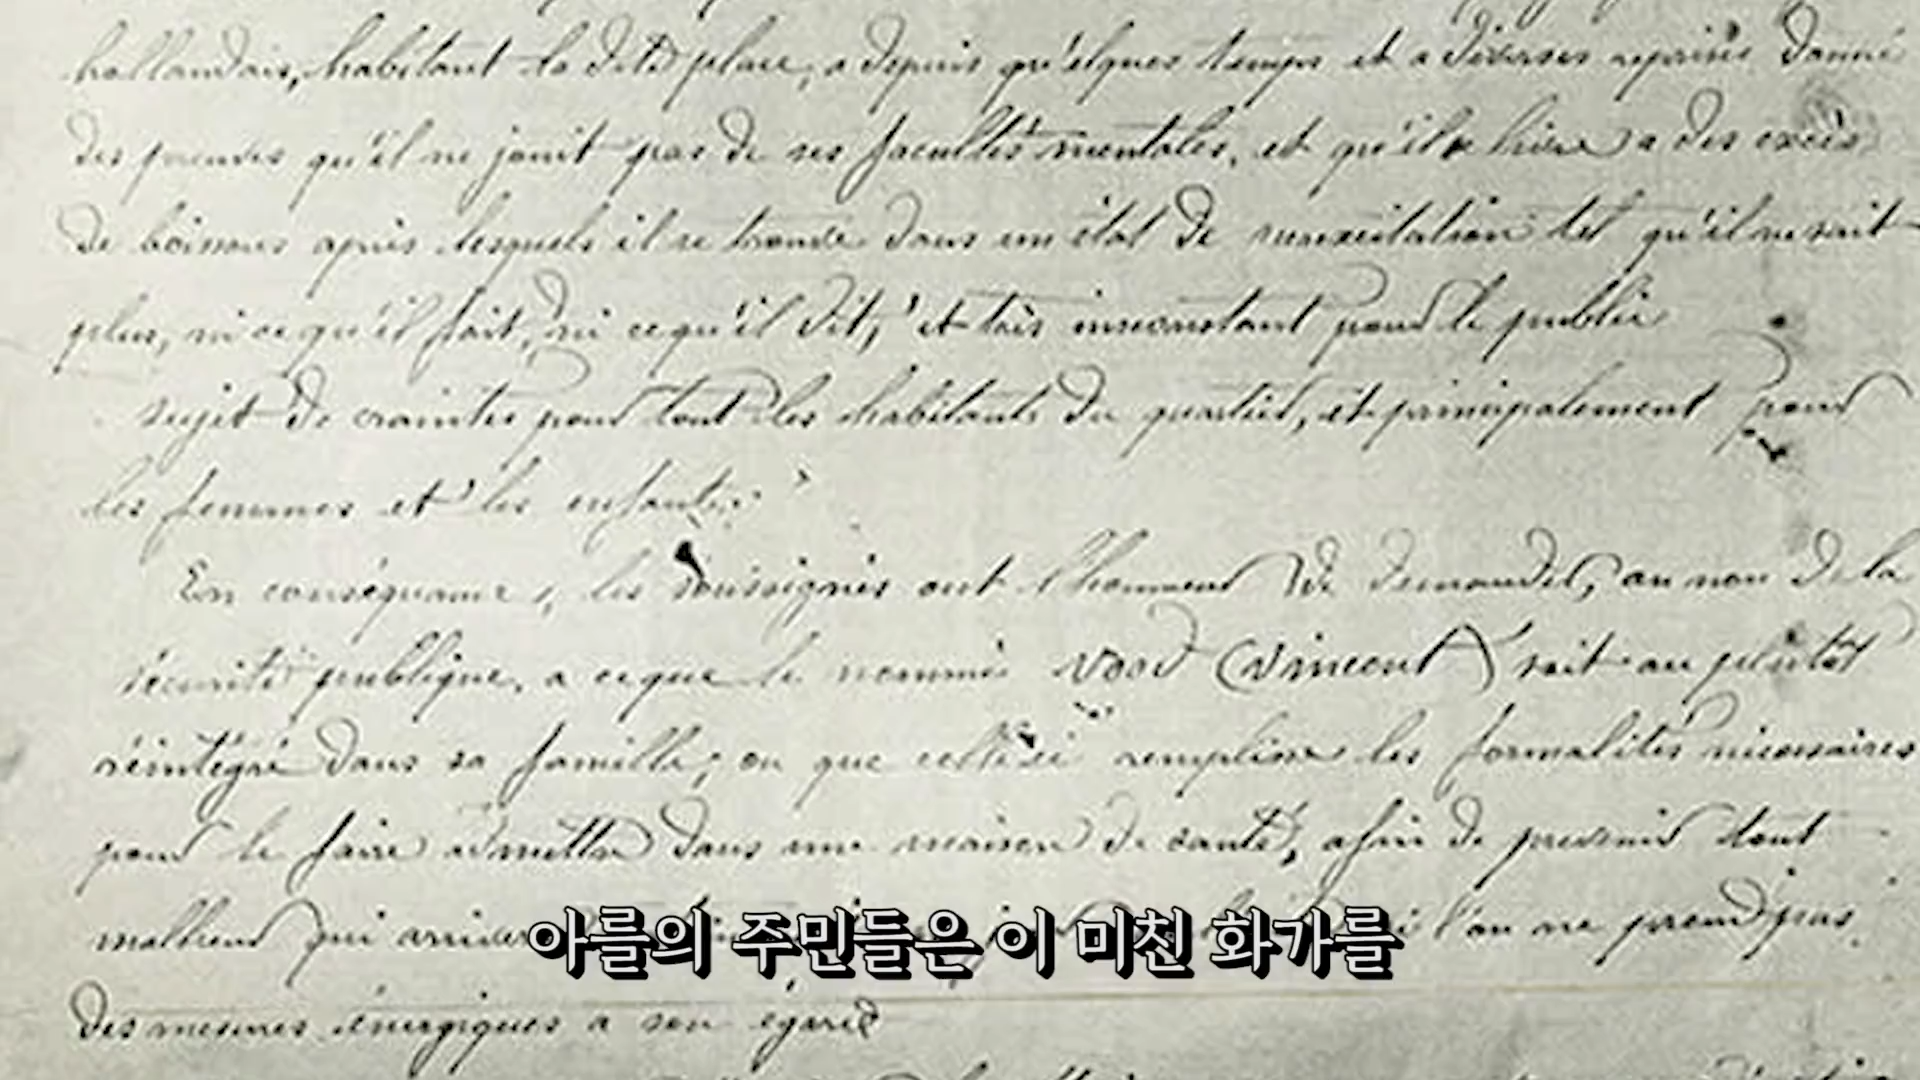 hollandais, habitant la dite place, a depuis qu'elques temps et a diverses reprises donné
des preuves qu'il ne jouit pas de ses facultés mentales, et qu'il se livre a des excès
de boissons après lesquels il se trouve dans un état de surexcitation tel qu'il ne sait
plus, ni ce qu'il fait, ni ce qu'il dit, et très inconstant pour le public
sujet de craintes pour tout les habitants du quartier, et principalement pour
les femmes et les enfants
En conséquance, les soussignés ont l'honneur de demander, au nom de la
sécurité publique, a ce que le nommé Vood (Vincent) soit au plutôt
réintégré dans sa famille, ou que celle ci remplisse les formalités nécessaires
pour le faire admettre dans une maison de santé, afin de prevenir tout
malheur qui l'on ne prend pas
des mesures énergiques a son égard
아를의 주민들은 이 미친 화가를